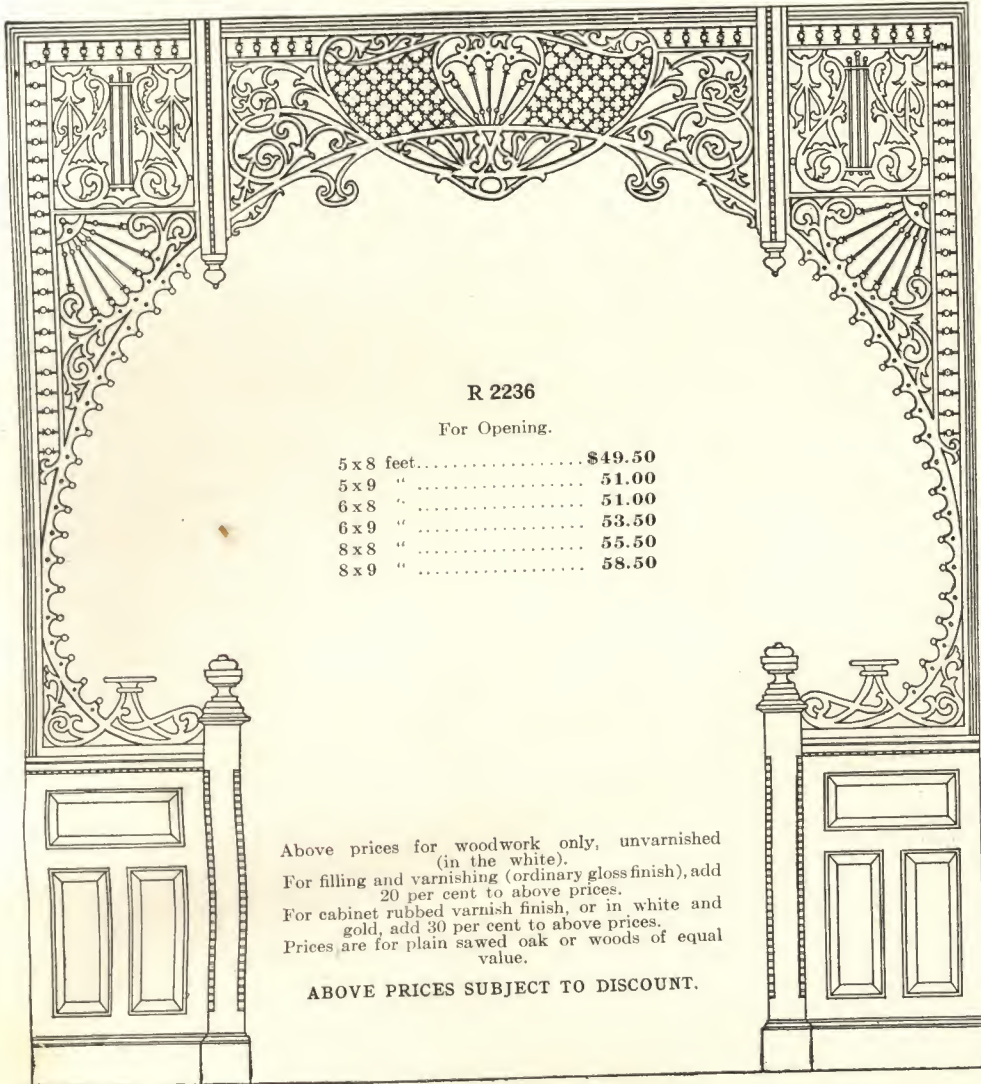 R 2236
For Opening.
5 x 8 feet.................. $49.50
5 x 9 " .................. 51.00
6 x 8 " .................. 51.00
6 x 9 " .................. 53.50
8 x 8 " .................. 55.50
8 x 9 " .................. 58.50
Above prices for woodwork only, unvarnished
(in the white).
For filling and varnishing (ordinary gloss finish), add
20 per cent to above prices.
For cabinet rubbed varnish finish, or in white and
gold, add 30 per cent to above prices.
Prices are for plain sawed oak or woods of equal
value.
ABOVE PRICES SUBJECT TO DISCOUNT.